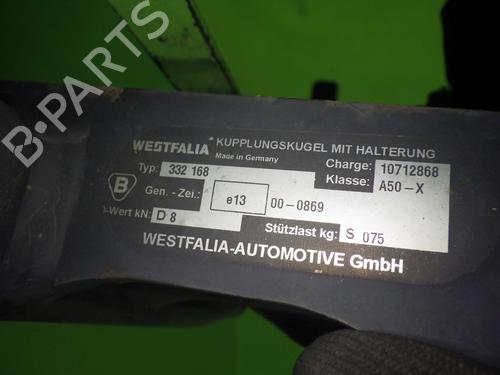 B-PARTS
WESTFALIA KUPPLUNGSKUGEL MIT HALTERUNG
Made in Germany
Typ: 332 168 Charge: 10712868
Klasse: A50-X
B Gen. - Zei.: e13 00-0869
D-Wert kN: D 8 Stützlast kg: S 075
WESTFALIA-AUTOMOTIVE GmbH